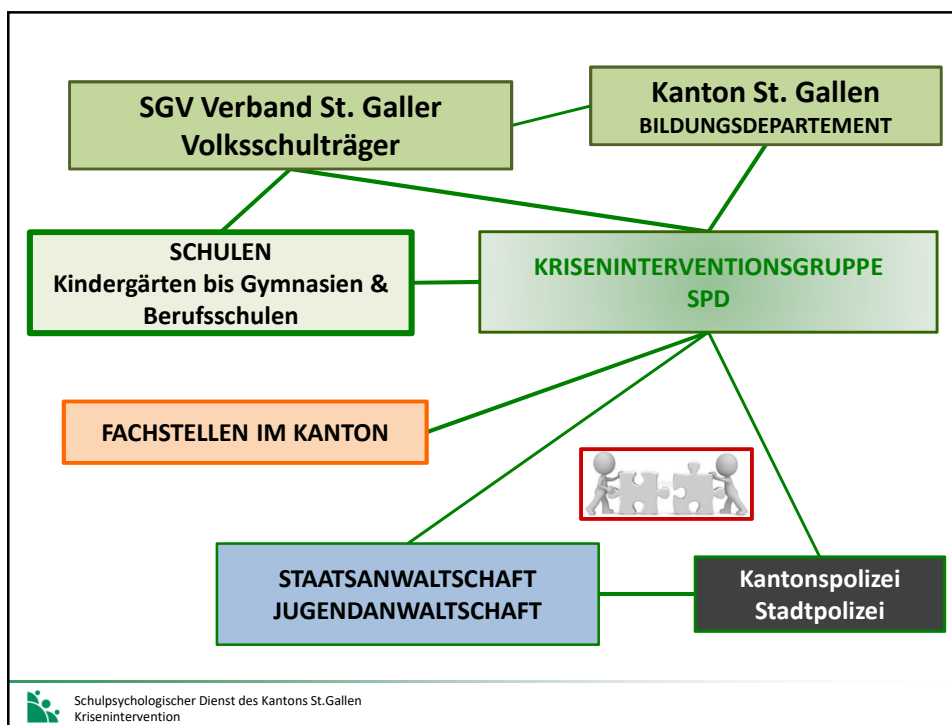 SGV Verband St. Galler
Volksschulträger
Kanton St. Gallen
BILDUNGSDEPARTEMENT
SCHULEN
Kindergärten bis Gymnasien &
Berufsschulen
KRISENINTERVENTIONSGRUPPE
SPD
FACHSTELLEN IM KANTON
STAATSANWALTSCHAFT
JUGENDANWALTSCHAFT
Kantonspolizei
Stadtpolizei
Schulpsychologischer Dienst des Kantons St.Gallen
Krisenintervention